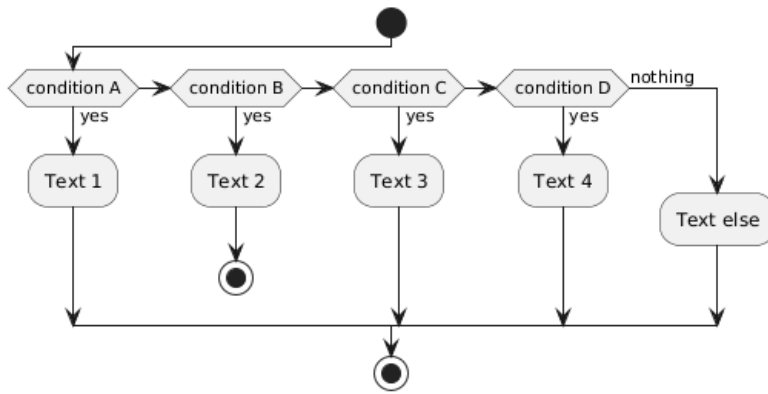 condition A
condition B
condition C
condition D
nothing
yes
yes
yes
yes
Text 1
Text 2
Text 3
Text 4
Text else